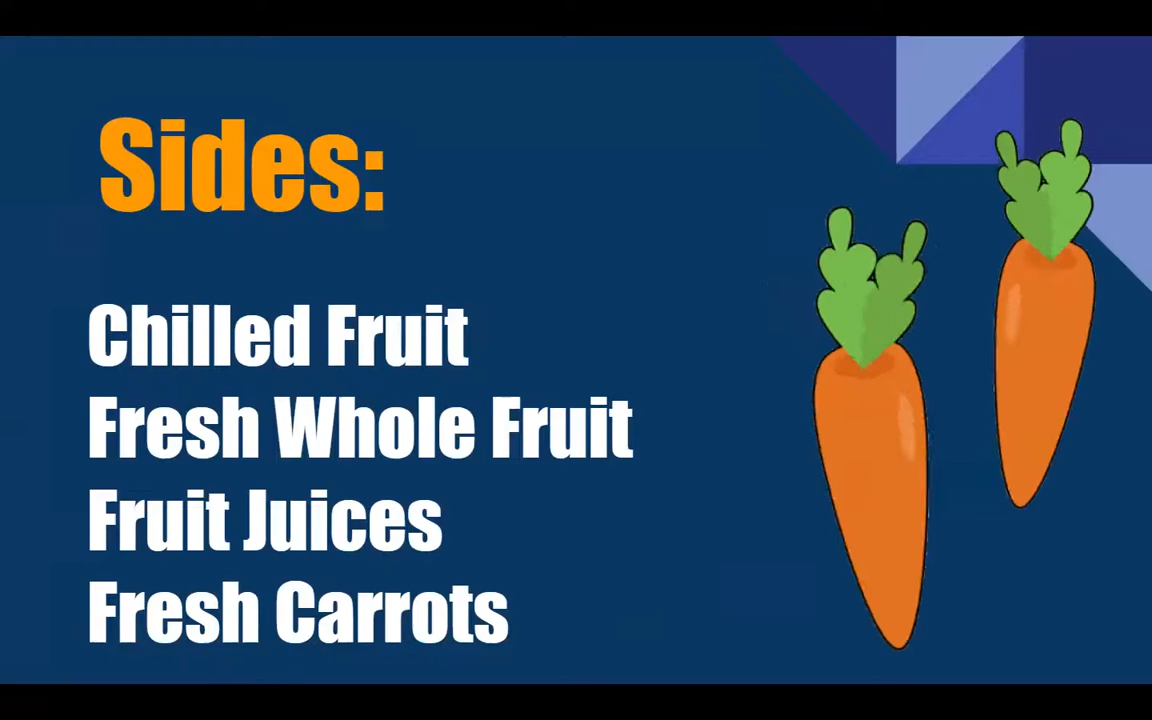 Sides:
Chilled Fruit
Fresh Whole Fruit
Fruit Juices
Fresh Carrots